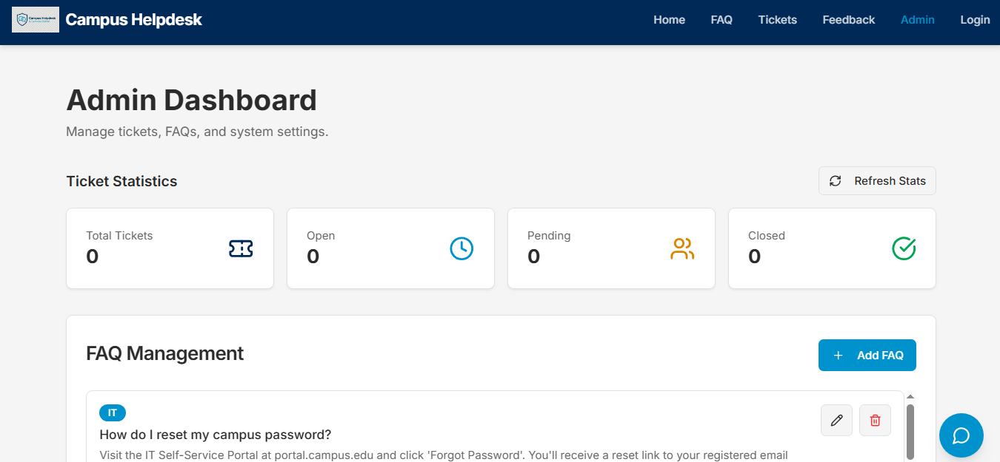 Campus Helpdesk
Campus Helpdesk
Home
FAQ
Tickets
Feedback
Admin
Login
Admin Dashboard
Manage tickets, FAQs, and system settings.
Ticket Statistics
Refresh Stats
Total Tickets
0
Open
0
Pending
0
Closed
0
FAQ Management
Add FAQ
IT
How do I reset my campus password?
Visit the IT Self-Service Portal at portal.campus.edu and click 'Forgot Password'. You'll receive a reset link to your registered email